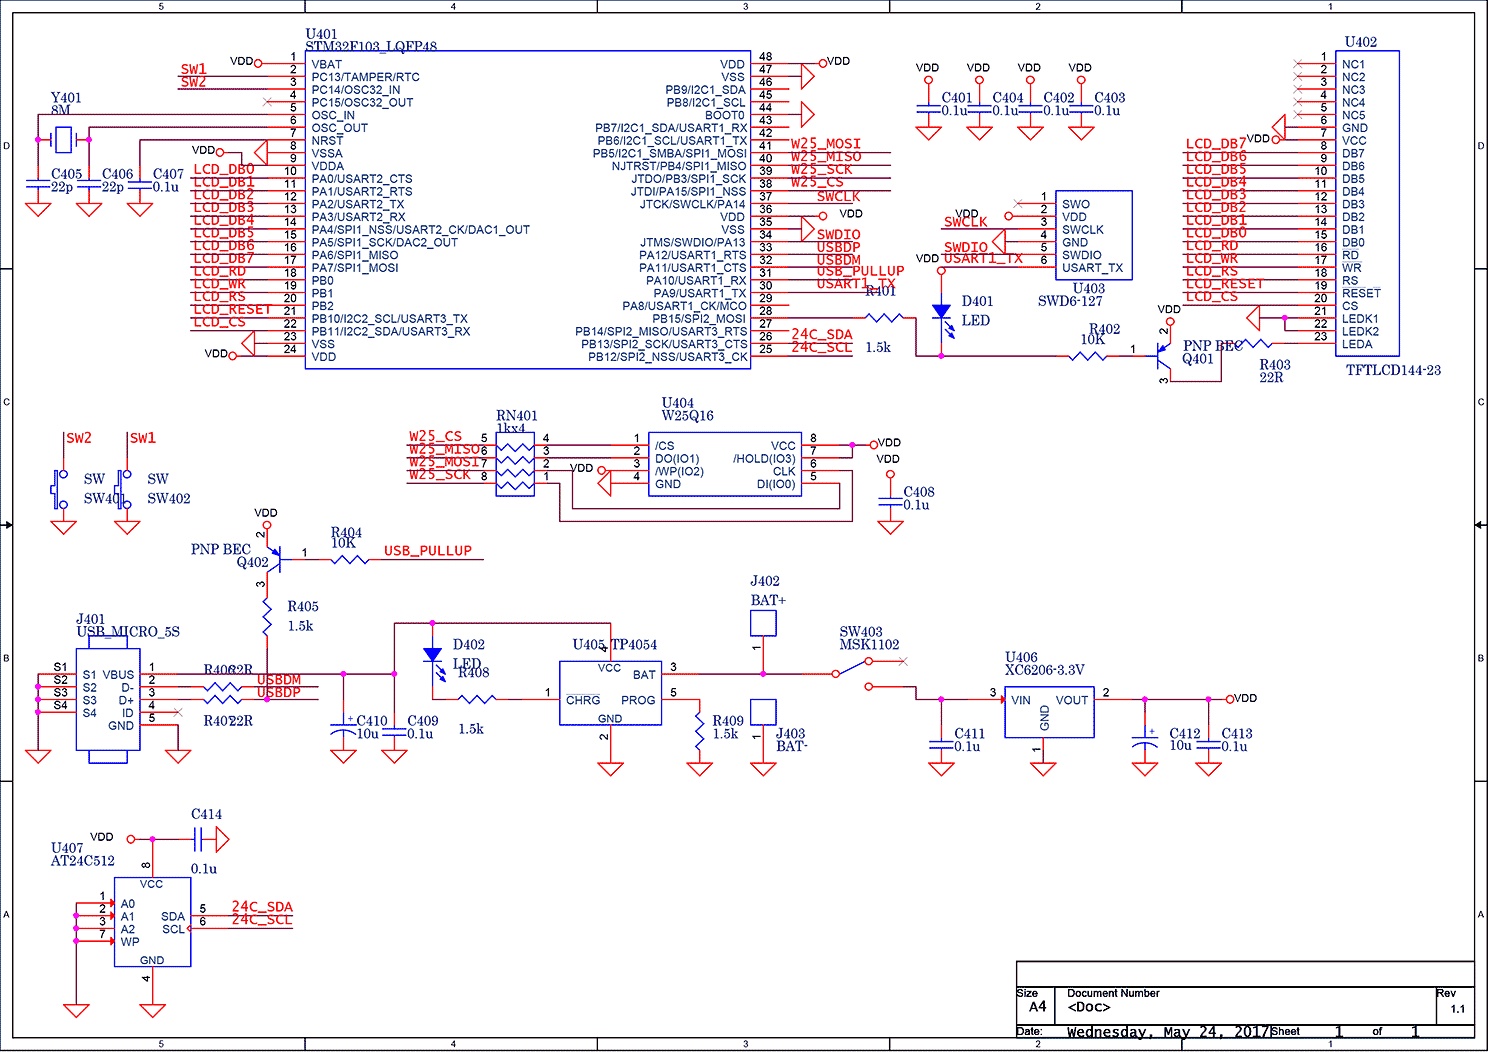 5 4 3 2 1
U401
STM32F103_LQFP48
VDD 1 VBAT
SW1 2 PC13/TAMPER/RTC
SW2 3 PC14/OSC32_IN
4 PC15/OSC32_OUT
5 OSC_IN
6 OSC_OUT
7 NRST
8 VSSA
VDD 9 VDDA
LCD_DB0 10 PA0/USART2_CTS
LCD_DB1 11 PA1/USART2_RTS
LCD_DB2 12 PA2/USART2_TX
LCD_DB3 13 PA3/USART2_RX
LCD_DB4 14 PA4/SPI1_NSS/USART2_CK/DAC1_OUT
LCD_DB5 15 PA5/SPI1_SCK/DAC2_OUT
LCD_DB6 16 PA6/SPI1_MISO
LCD_DB7 17 PA7/SPI1_MOSI
LCD_RD 18 PB0
LCD_WR 19 PB1
LCD_RS 20 PB2
LCD_RESET 21 PB10/I2C2_SCL/USART3_TX
LCD_CS 22 PB11/I2C2_SDA/USART3_RX
23 VSS
VDD 24 VDD
VDD 48 VDD
VSS 47
PB9/I2C1_SDA 46
PB8/I2C1_SCL 45
BOOT0 44
PB7/I2C1_SDA/USART1_RX 43
PB6/I2C1_SCL/USART1_TX 42
PB5/I2C1_SMBA/SPI1_MOSI 41 W25_MOSI
NJTRST/PB4/SPI1_MISO 40 W25_MISO
JTDO/PB3/SPI1_SCK 39 W25_SCK
JTDI/PA15/SPI1_NSS 38 W25_CS
JTCK/SWCLK/PA14 37 SWCLK
VDD 36 VDD
VSS 35
JTMS/SWDIO/PA13 34 SWDIO
PA12/USART1_RTS 33 USBDP
PA11/USART1_CTS 32 USBDM
PA10/USART1_RX 31 USB_PULLUP
PA9/USART1_TX 30 USART1_TX
PA8/USART1_CK/MCO 29
PB15/SPI2_MOSI 28
PB14/SPI2_MISO/USART3_RTS 27
PB13/SPI2_SCK/USART3_CTS 26 24C_SDA
PB12/SPI2_NSS/USART3_CK 25 24C_SCL
Y401
8M
C405
22p
C406
22p
C407
0.1u
VDD VDD VDD VDD
C401
0.1u
C404
0.1u
C402
0.1u
C403
0.1u
1 SWO
VDD 2 VDD
SWCLK 3 SWCLK
4 GND
SWDIO 5 SWDIO
USART1_TX 6 USART_TX
U403
SWD6-127
VDD
D401
LED
R401
1.5k
R402
10K
VDD
1 2 3
PNP BEC
Q401
R403
22R
U402
1 NC1
2 NC2
3 NC3
4 NC4
5 NC5
6 GND
VDD 7 VCC
LCD_DB7 8 DB7
LCD_DB6 9 DB6
LCD_DB5 10 DB5
LCD_DB4 11 DB4
LCD_DB3 12 DB3
LCD_DB2 13 DB2
LCD_DB1 14 DB1
LCD_DB0 15 DB0
LCD_RD 16 RD
LCD_WR 17 WR
LCD_RS 18 RS
LCD_RESET 19 RESET
LCD_CS 20 CS
21 LEDK1
22 LEDK2
23 LEDA
TFTLCD144-23
SW2 SW1
SW
SW401
SW
SW402
RN401
1kx4
W25_CS 5 4
W25_MISO 6 3
W25_MOSI 7 2
W25_SCK 8 1
U404
W25Q16
1 /CS VCC 8 VDD
2 DO(IO1) /HOLD(IO3) 7
VDD 3 /WP(IO2) CLK 6
4 GND DI(IO0) 5
VDD
C408
0.1u
VDD
2 1 3
PNP BEC
Q402
R404
10K
USB_PULLUP
R405
1.5k
J401
USB_MICRO_5S
S1 S1 VBUS 1
S2 S2 D- 2
S3 S3 D+ 3
S4 S4 ID 4
GND 5
R406 22R USBDM
R407 22R USBDP
C410
10u
C409
0.1u
D402
LED
R408
1.5k
U405 TP4054
4 VCC
BAT 3
1 CHRG PROG 5
GND
2
R409
1.5k
J402
BAT+
1
J403
BAT-
1
SW403
MSK1102
U406
XC6206-3.3V
3 VIN VOUT 2 VDD
GND
1
C411
0.1u
C412
10u
C413
0.1u
C414
0.1u
VDD
U407
AT24C512
8
VCC
1 A0
2 A1 SDA 5 24C_SDA
3 A2 SCL 6 24C_SCL
7 WP
GND
4
D C B A
D C B A
Size Document Number Rev
A4 <Doc> 1.1
Date: Wednesday, May 24, 2017 Sheet 1 of 1
5 4 3 2 1